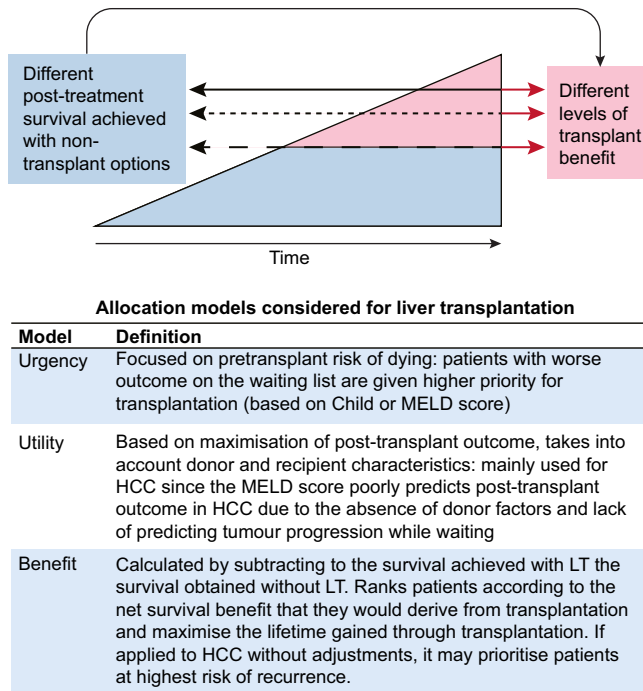 Different
post-treatment
survival achieved
with non-
transplant options
Different
levels of
transplant
benefit
Time
Allocation models considered for liver transplantation
Model Definition
Urgency Focused on pretransplant risk of dying: patients with worse
outcome on the waiting list are given higher priority for
transplantation (based on Child or MELD score)
Utility Based on maximisation of post-transplant outcome, takes into
account donor and recipient characteristics: mainly used for
HCC since the MELD score poorly predicts post-transplant
outcome in HCC due to the absence of donor factors and lack
of predicting tumour progression while waiting
Benefit Calculated by subtracting to the survival achieved with LT the
survival obtained without LT. Ranks patients according to the
net survival benefit that they would derive from transplantation
and maximise the lifetime gained through transplantation. If
applied to HCC without adjustments, it may prioritise patients
at highest risk of recurrence.